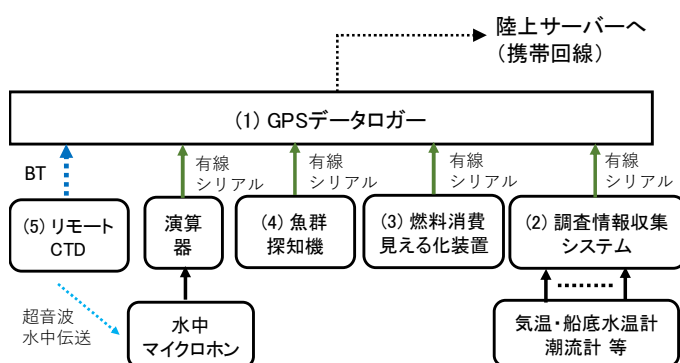 陸上サーバーへ
(携帯回線)
(1) GPSデータロガー
BT
有線
シリアル
有線
シリアル
有線
シリアル
有線
シリアル
(5) リモート
CTD
演算
器
(4) 魚群
探知機
(3) 燃料消費
見える化装置
(2) 調査情報収集
システム
超音波
水中伝送
水中
マイクロホン
気温・船底水温計
潮流計 等